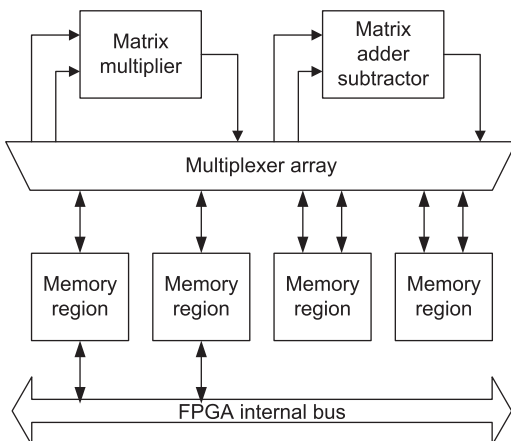 Matrix
multiplier
Matrix
adder
subtractor
Multiplexer array
Memory
region
Memory
region
Memory
region
Memory
region
FPGA internal bus